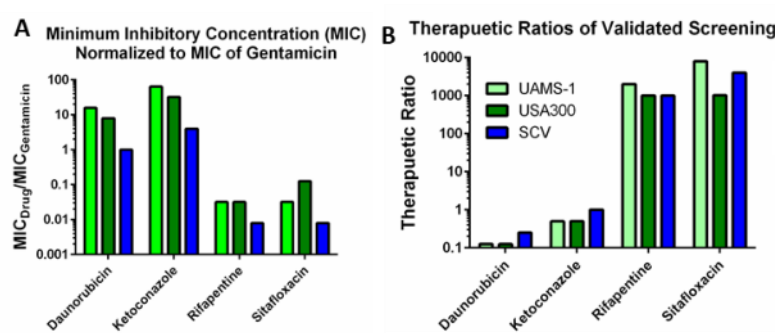 A
Minimum Inhibitory Concentration (MIC)
Normalized to MIC of Gentamicin
MICDrug/MICGentamicin
100
10
1
0.1
0.01
0.001
Daunorubicin
Ketoconazole
Rifapentine
Sitafloxacin
B
Therapuetic Ratios of Validated Screening
Therapuetic Ratio
10000
1000
100
10
1
0.1
UAMS-1
USA300
SCV
Daunorubicin
Ketoconazole
Rifapentine
Sitafloxacin